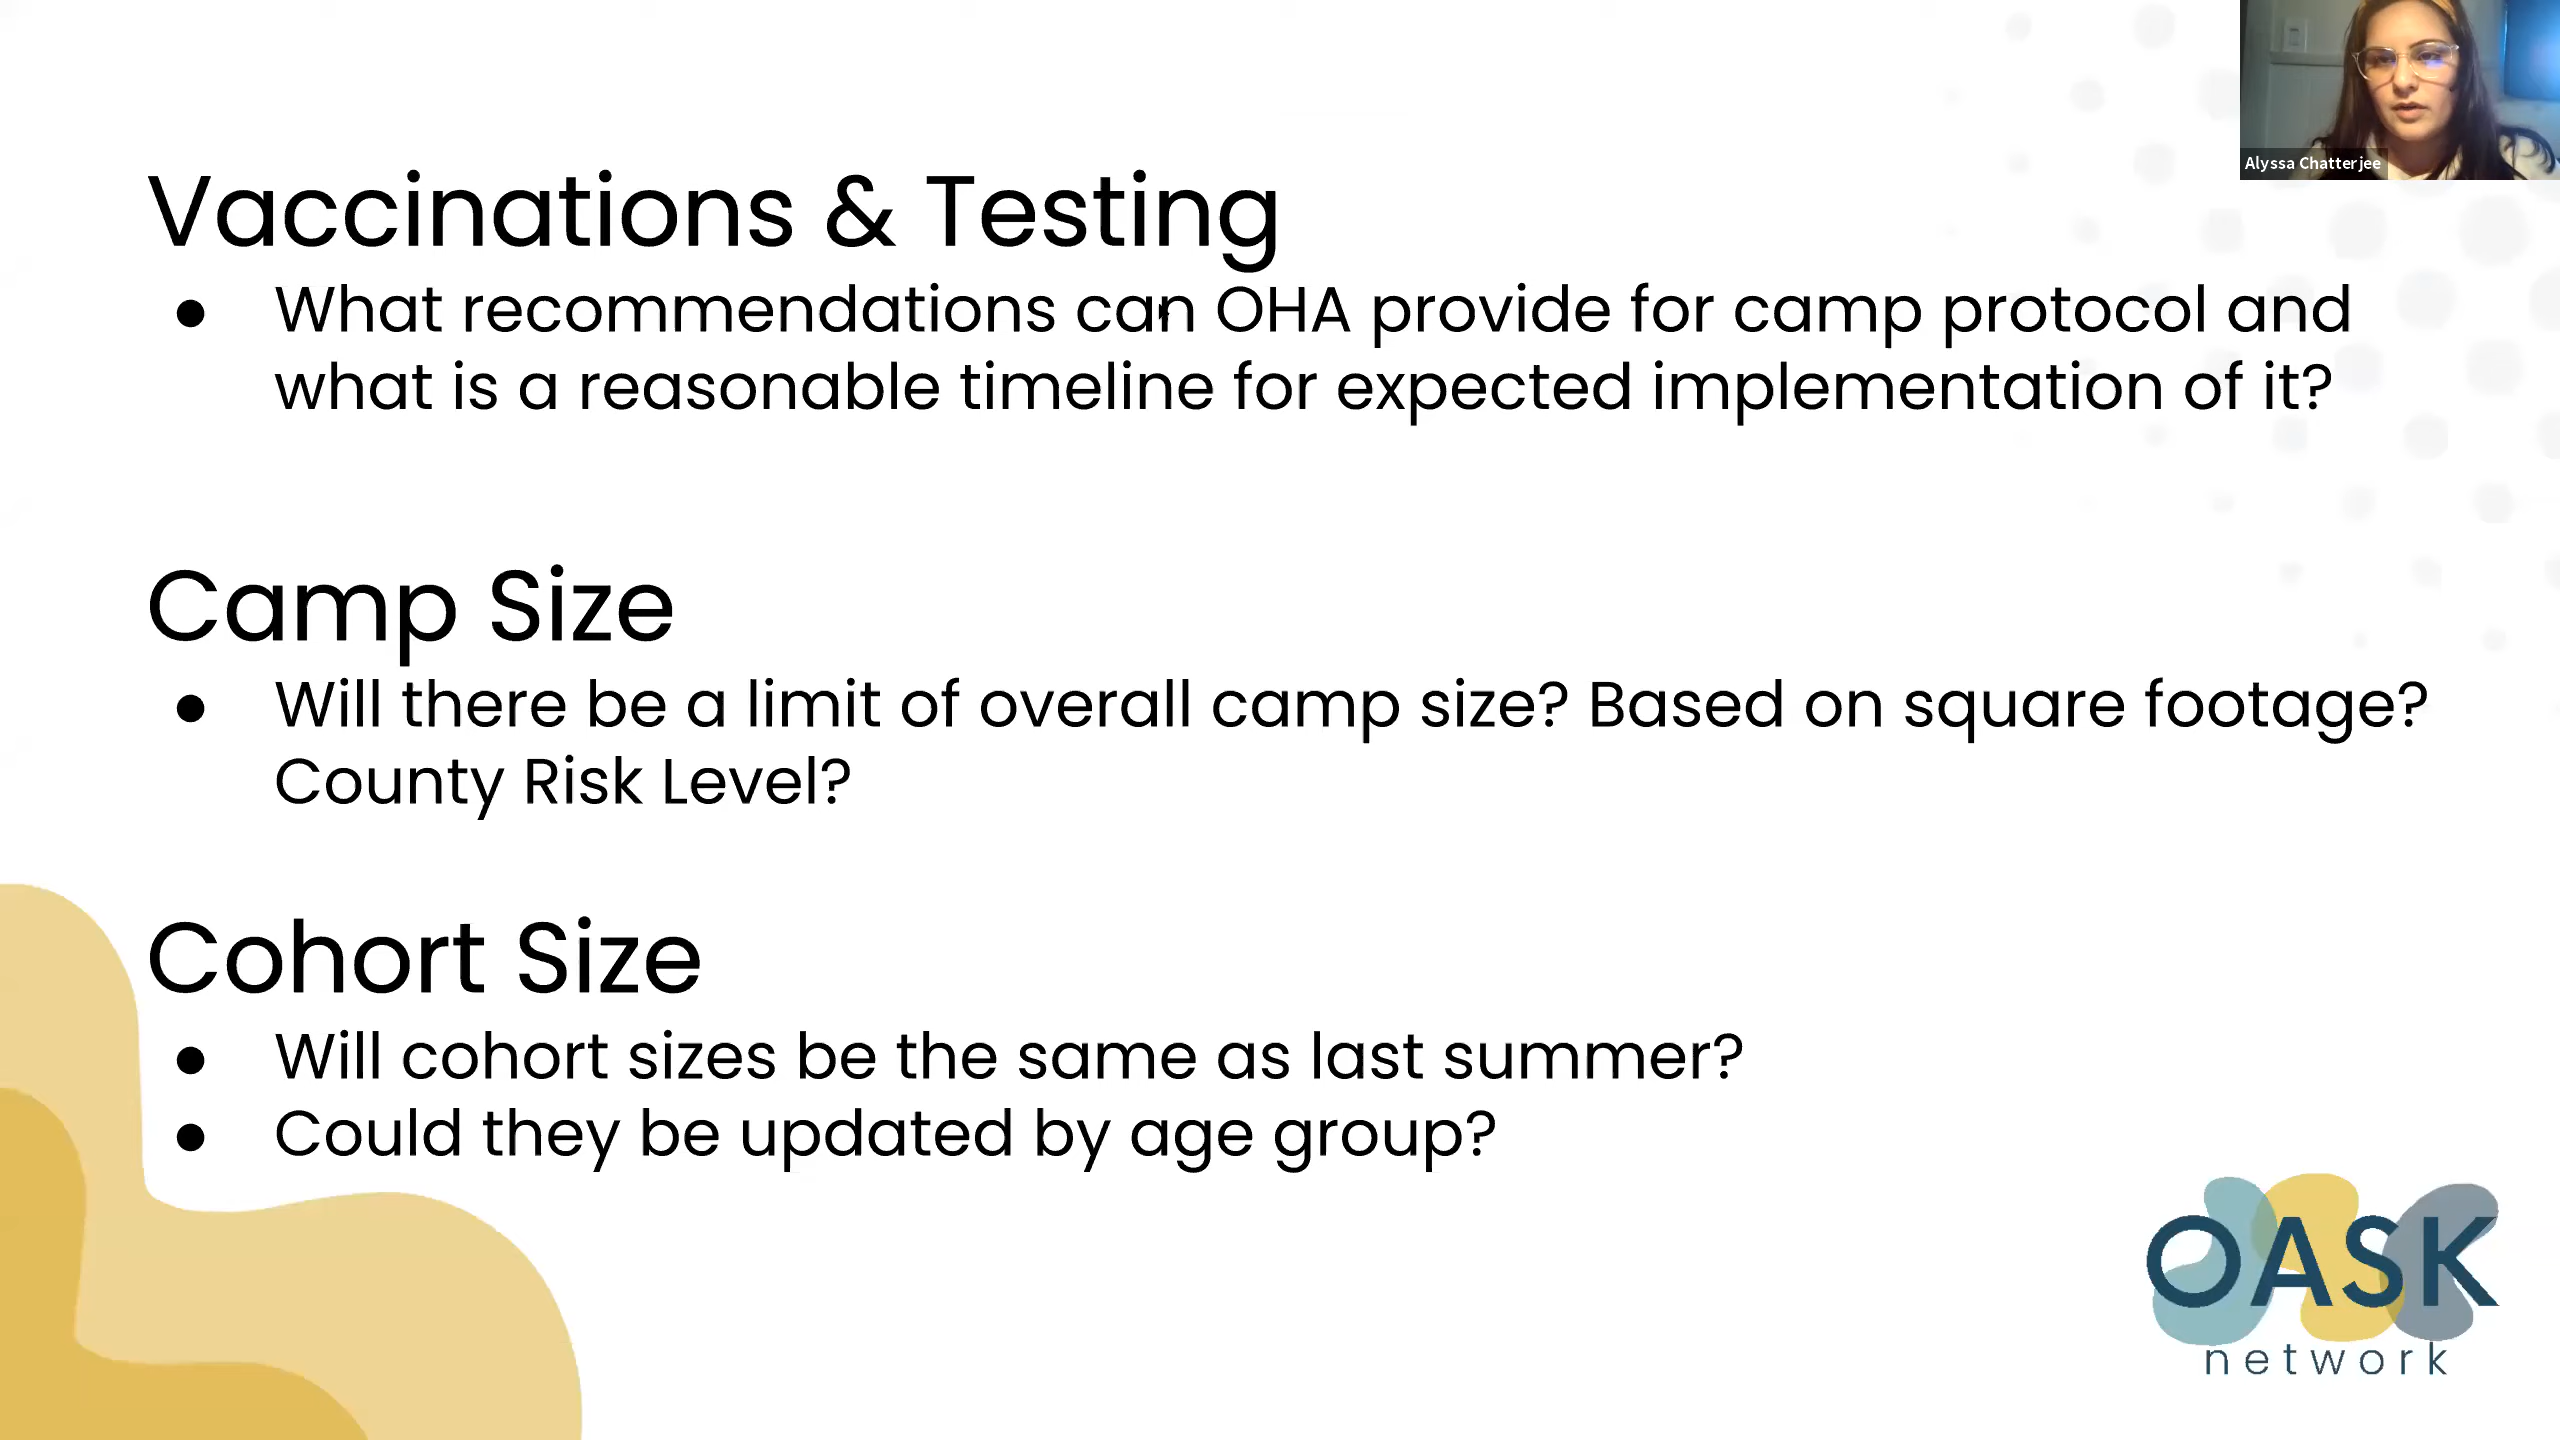 Alyssa Chatterjee
Vaccinations & Testing
● What recommendations can OHA provide for camp protocol and
what is a reasonable timeline for expected implementation of it?
Camp Size
● Will there be a limit of overall camp size? Based on square footage?
County Risk Level?
Cohort Size
● Will cohort sizes be the same as last summer?
● Could they be updated by age group?
OASK
network